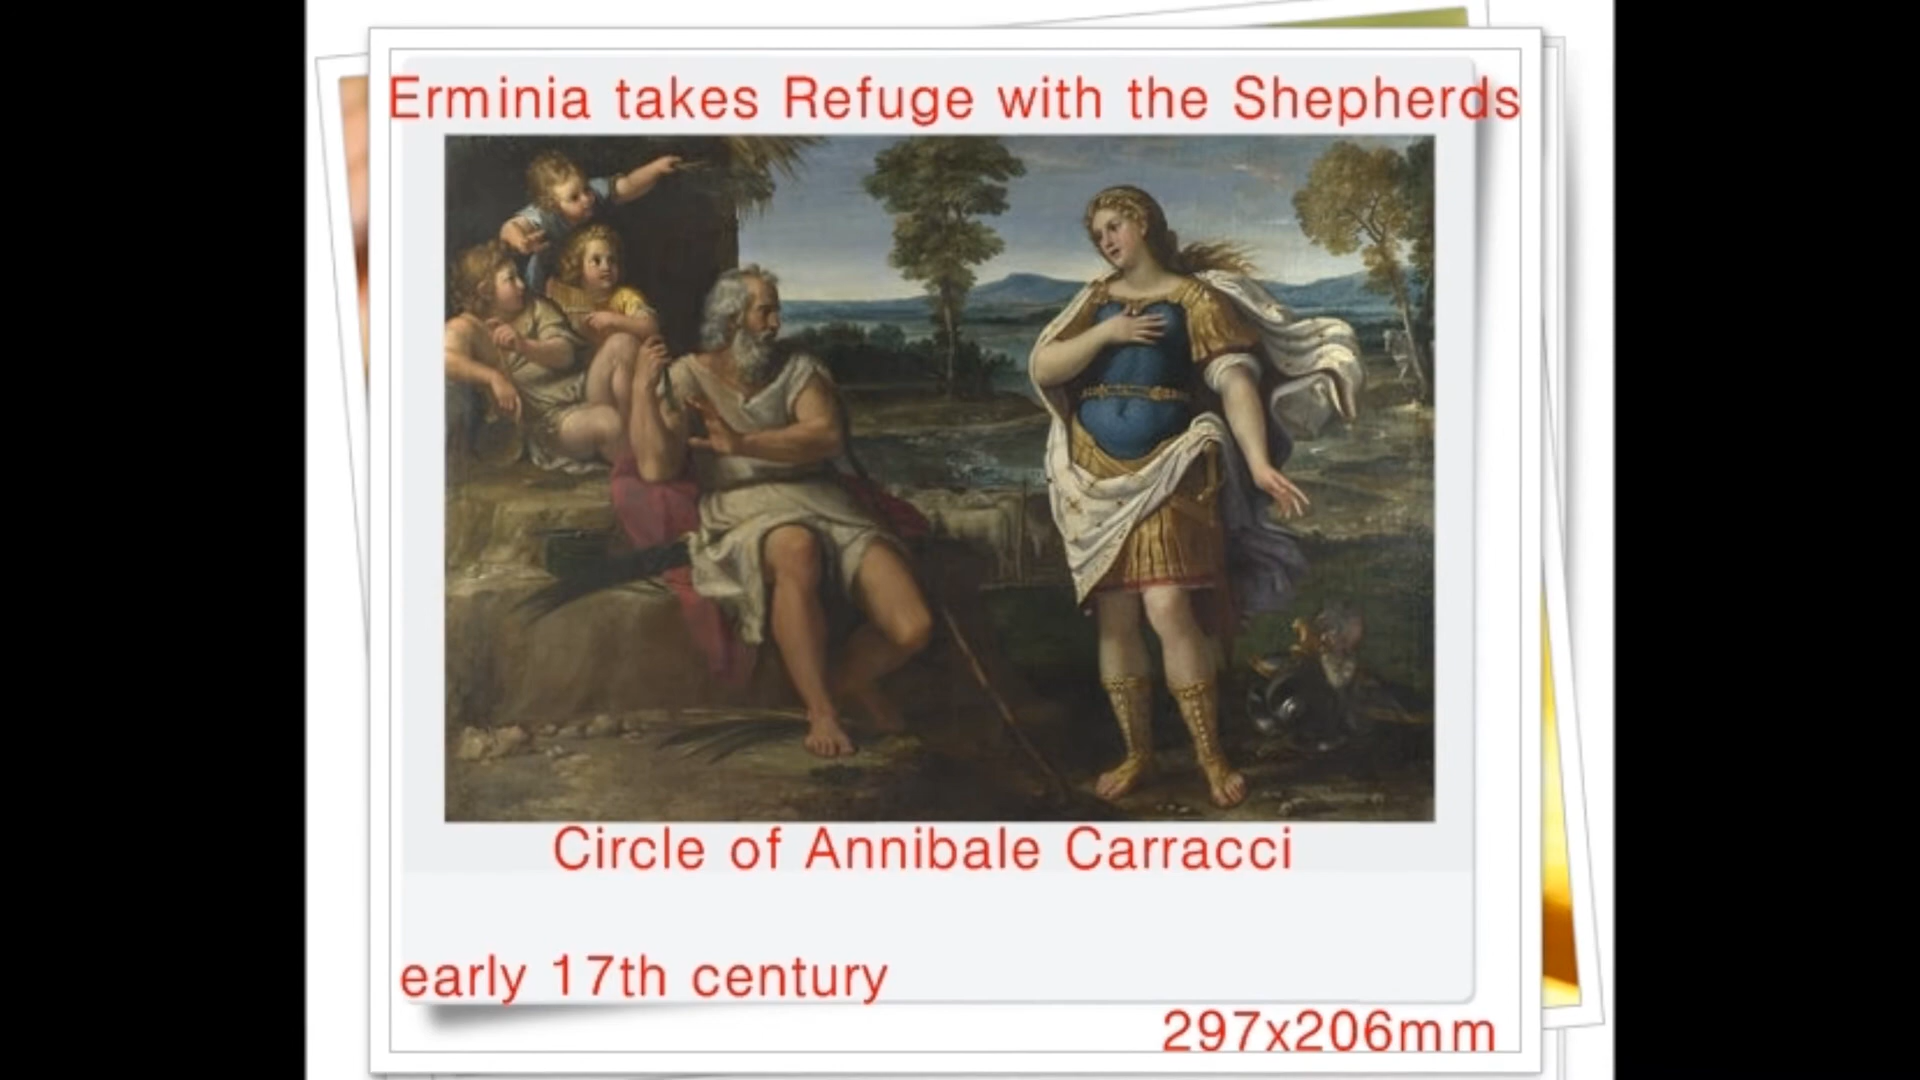 Erminia takes Refuge with the Shepherds
Circle of Annibale Carracci
early 17th century
297x206mm